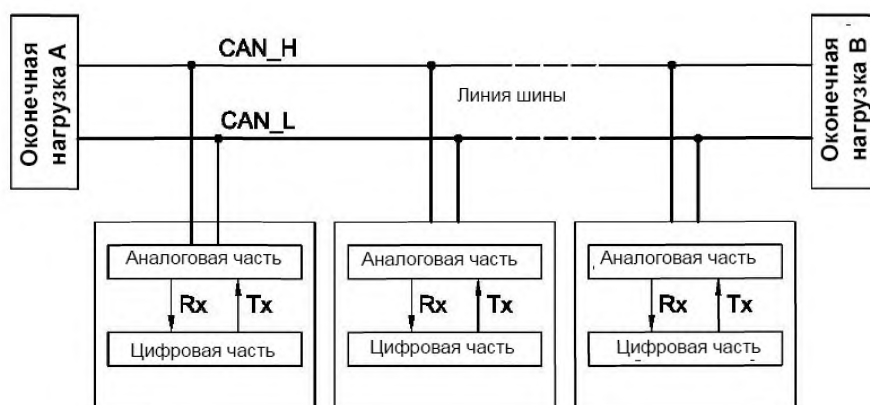 Оконечная
нагрузка А
CAN_H
CAN_L
Линия шины
Оконечная
нагрузка В
Аналоговая часть
Rx
Tx
Цифровая часть
Аналоговая часть
Rx
Tx
Цифровая часть
Аналоговая часть
Rx
Tx
Цифровая часть